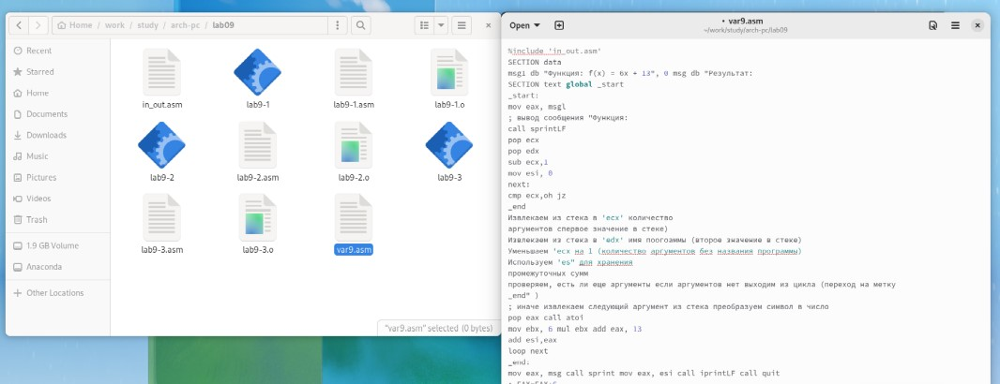 Home / work / study / arch-pc / lab09
Recent
Starred
Home
Documents
Downloads
Music
Pictures
Videos
Trash
1.9 GB Volume
Anaconda
Other Locations
in_out.asm
lab9-1
lab9-1.asm
lab9-1.o
lab9-2
lab9-2.asm
lab9-2.o
lab9-3
lab9-3.asm
lab9-3.o
var9.asm
"var9.asm" selected (0 bytes)
Open
• var9.asm
~/work/study/arch-pc/lab09
%include 'in_out.asm'
SECTION data
msg1 db "Функция: f(x) = 6x + 13", 0 msg db "Результат:
SECTION text global _start
_start:
mov eax, msgl
; вывод сообщения "Функция:
call sprintLF
pop ecx
pop edx
sub ecx,1
mov esi, 0
next:
cmp ecx,oh jz
_end
Извлекаем из стека в 'ecx' количество
аргументов спервое значение в стеке)
Извлекаем из стека в 'edx' имя поограммы (второе значение в стеке)
Уменьшаем 'ecx на 1 (количество аргументов без названия программы)
Используем 'es" для хранения
промежуточных сумм
проверяем, есть ли еще аргументы если аргументов нет выходим из цикла (переход на метку
_end" )
; иначе извлекаем следующий аргумент из стека преобразуем символ в число
pop eax call atoi
mov ebx, 6 mul ebx add eax, 13
add esi,eax
loop next
_end:
mov eax, msg call sprint mov eax, esi call iprintLF call quit